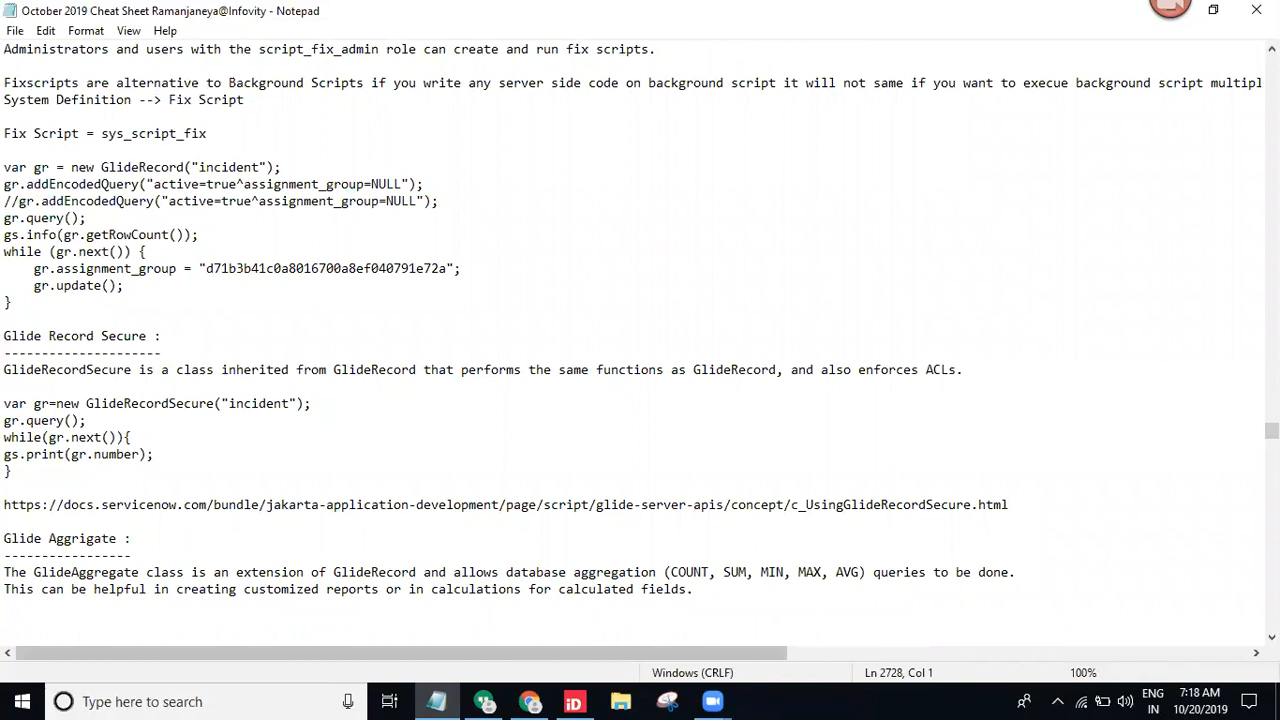 October 2019 Cheat Sheet Ramanjaneya@Infovity - Notepad
File Edit Format View Help
Administrators and users with the script_fix_admin role can create and run fix scripts.
Fixscripts are alternative to Background Scripts if you write any server side code on background script it will not same if you want to execue background script multipl
System Definition --> Fix Script
Fix Script = sys_script_fix
var gr = new GlideRecord("incident");
gr.addEncodedQuery("active=true^assignment_group=NULL");
//gr.addEncodedQuery("active=true^assignment_group=NULL");
gr.query();
gs.info(gr.getRowCount());
while (gr.next()) {
gr.assignment_group = "d71b3b41c0a8016700a8ef040791e72a";
gr.update();
}
Glide Record Secure :
---------------------
GlideRecordSecure is a class inherited from GlideRecord that performs the same functions as GlideRecord, and also enforces ACLs.
var gr=new GlideRecordSecure("incident");
gr.query();
while(gr.next()){
gs.print(gr.number);
}
https://docs.servicenow.com/bundle/jakarta-application-development/page/script/glide-server-apis/concept/c_UsingGlideRecordSecure.html
Glide Aggrigate :
-----------------
The GlideAggregate class is an extension of GlideRecord and allows database aggregation (COUNT, SUM, MIN, MAX, AVG) queries to be done.
This can be helpful in creating customized reports or in calculations for calculated fields.
Windows (CRLF) Ln 2728, Col 1 100%
Type here to search
iD
ENG 7:18 AM
IN 10/20/2019